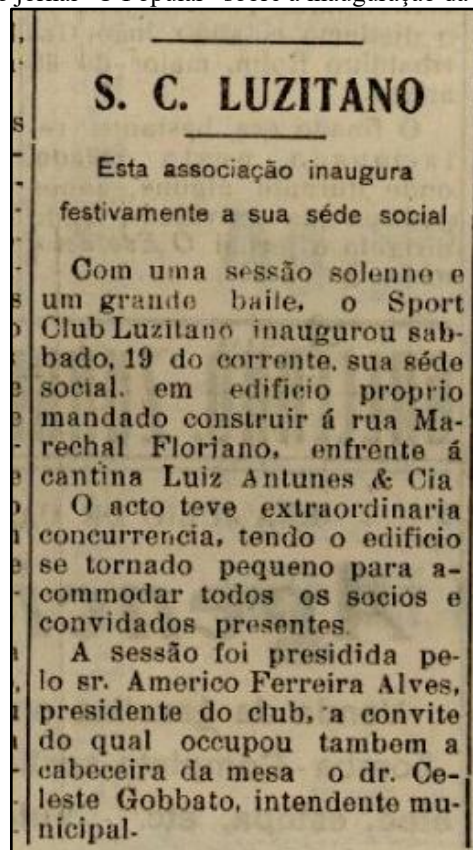 S. C. LUZITANO
Esta associação inaugura
festivamente a sua séde social
Com uma sessão solenne e
um grande baile, o Sport
Club Luzitano inaugurou sab-
bado, 19 do corrente, sua séde
social, em edificio proprio
mandado construir á rua Ma-
rechal Floriano, enfrente á
cantina Luiz Antunes & Cia
O acto teve extraordinaria
concurrencia, tendo o edificio
se tornado pequeno para a-
commodar todos os socios e
convidados presentes.
A sessão foi presidida pe-
lo sr. Americo Ferreira Alves,
presidente do club, a convite
do qual occupou tambem a
cabeceira da mesa o dr. Ce-
leste Gobbato, intendente mu-
nicipal.